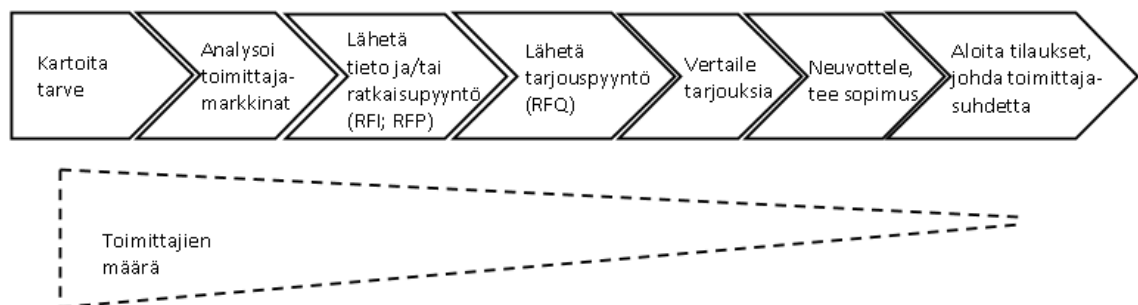 Kartoita
tarve
Analysoi
toimittaja-
markkinat
Lähetä
tieto ja/tai
ratkaisupyyntö
(RFI; RFP)
Lähetä
tarjouspyyntö
(RFQ)
Vertaile
tarjouksia
Neuvottele,
tee sopimus
Aloita tilaukset,
johda toimittaja-
suhdetta
Toimittajien
määrä